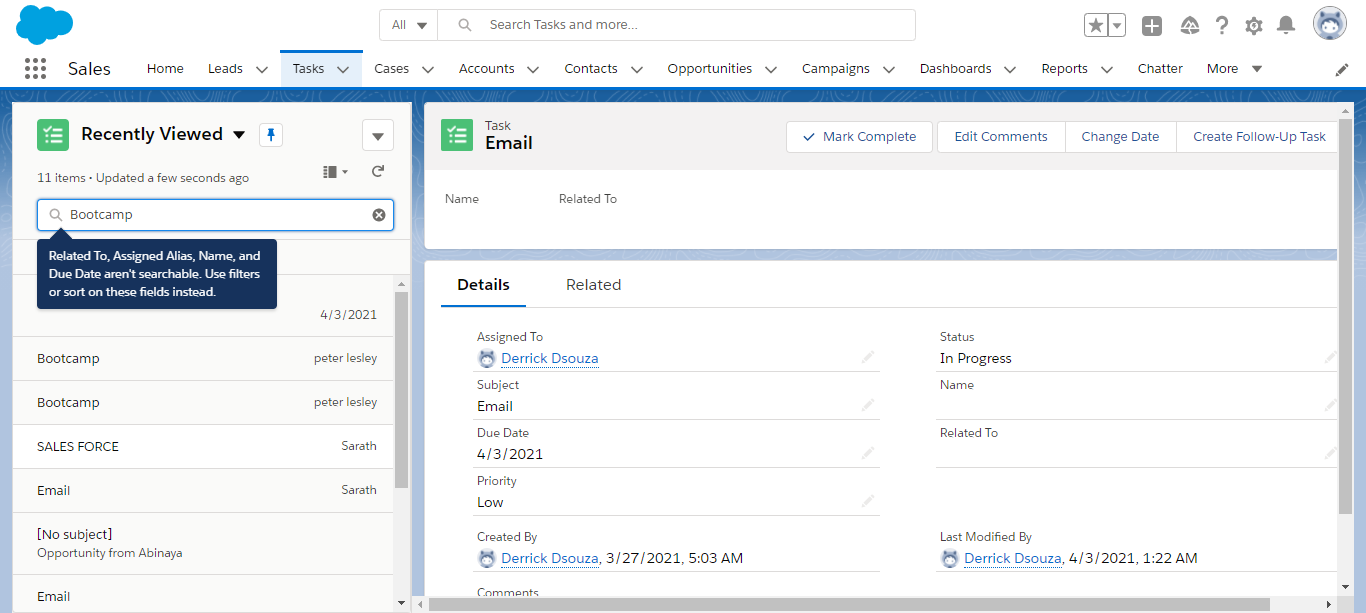 All
Search Tasks and more...
Sales
Home
Leads
Tasks
Cases
Accounts
Contacts
Opportunities
Campaigns
Dashboards
Reports
Chatter
More
Recently Viewed
11 items • Updated a few seconds ago
Bootcamp
Related To, Assigned Alias, Name, and
Due Date aren't searchable. Use filters
or sort on these fields instead.
4/3/2021
Bootcamp peter lesley
Bootcamp peter lesley
SALES FORCE Sarath
Email Sarath
[No subject]
Opportunity from Abinaya
Email
Task
Email
Mark Complete
Edit Comments
Change Date
Create Follow-Up Task
Name Related To
Details Related
Assigned To
Derrick Dsouza
Subject
Email
Due Date
4/3/2021
Priority
Low
Created By
Derrick Dsouza, 3/27/2021, 5:03 AM
Comments
Status
In Progress
Name
Related To
Last Modified By
Derrick Dsouza, 4/3/2021, 1:22 AM